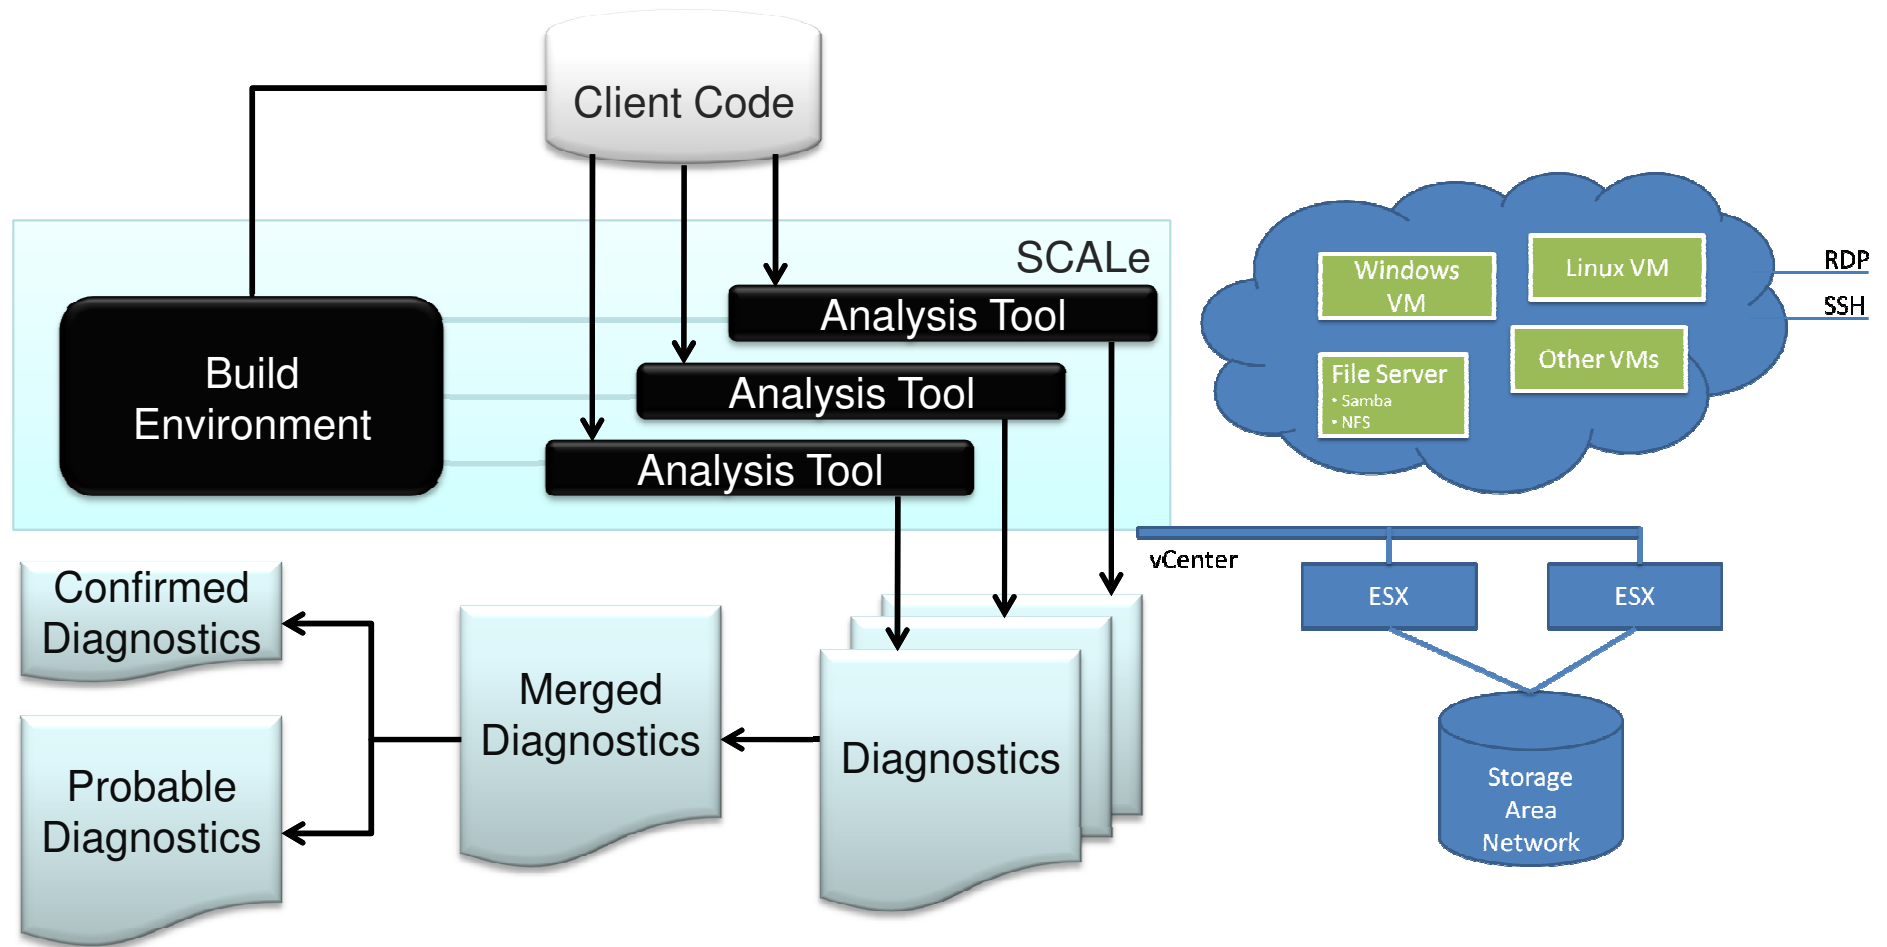 Client Code
SCALe
Analysis Tool
Build
Environment
Analysis Tool
Analysis Tool
Confirmed
Diagnostics
Merged
Diagnostics
Diagnostics
Probable
Diagnostics
Windows
VM
Linux VM
RDP
SSH
File Server
• Samba
• NFS
Other VMs
vCenter
ESX
ESX
Storage
Area
Network